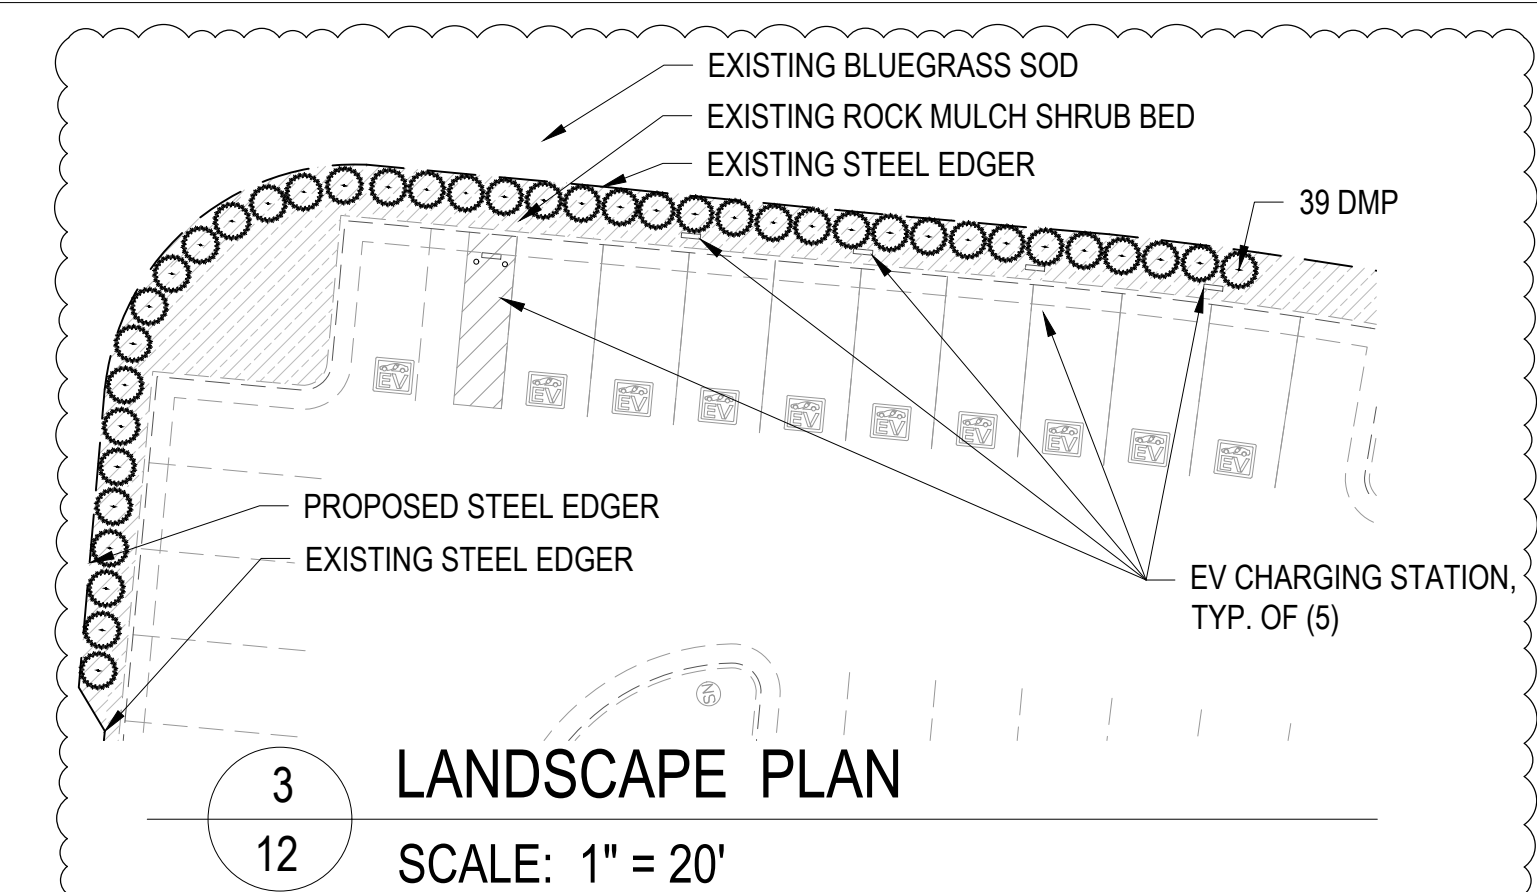 EXISTING BLUEGRASS SOD
EXISTING ROCK MULCH SHRUB BED
EXISTING STEEL EDGER
39 DMP
EV
EV
EV
EV
EV
EV
EV
EV
EV
EV
PROPOSED STEEL EDGER
EXISTING STEEL EDGER
EV CHARGING STATION,
TYP. OF (5)
SN
3
12
LANDSCAPE PLAN
SCALE: 1" = 20'